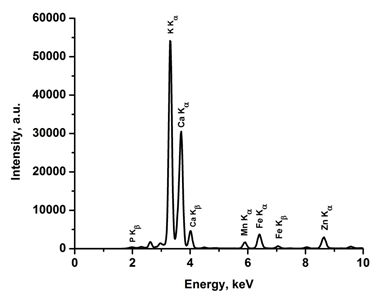 60000
50000
40000
30000
20000
10000
0
Intensity, a.u.
P Kβ
K Kα
Ca Kα
Ca Kβ
Mn Kα
Fe Kα
Fe Kβ
Zn Kα
0 2 4 6 8 10
Energy, keV